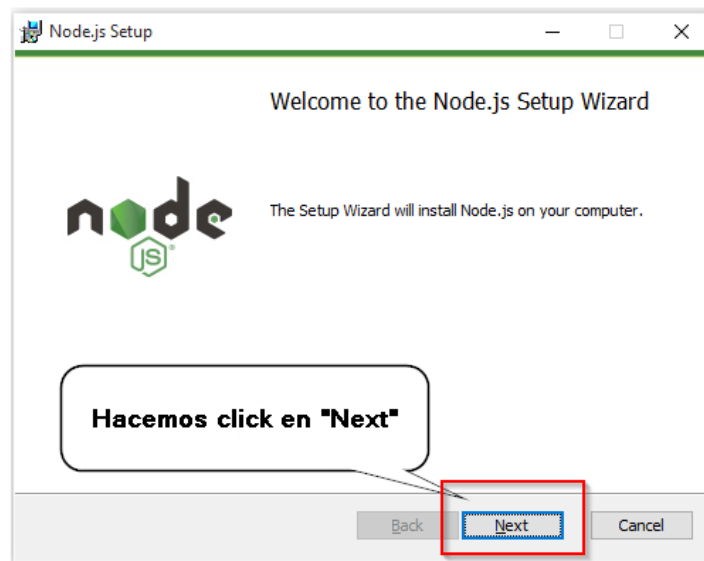 Node.js Setup
Welcome to the Node.js Setup Wizard
node
JS
The Setup Wizard will install Node.js on your computer.
Hacemos click en "Next"
Back
Next
Cancel